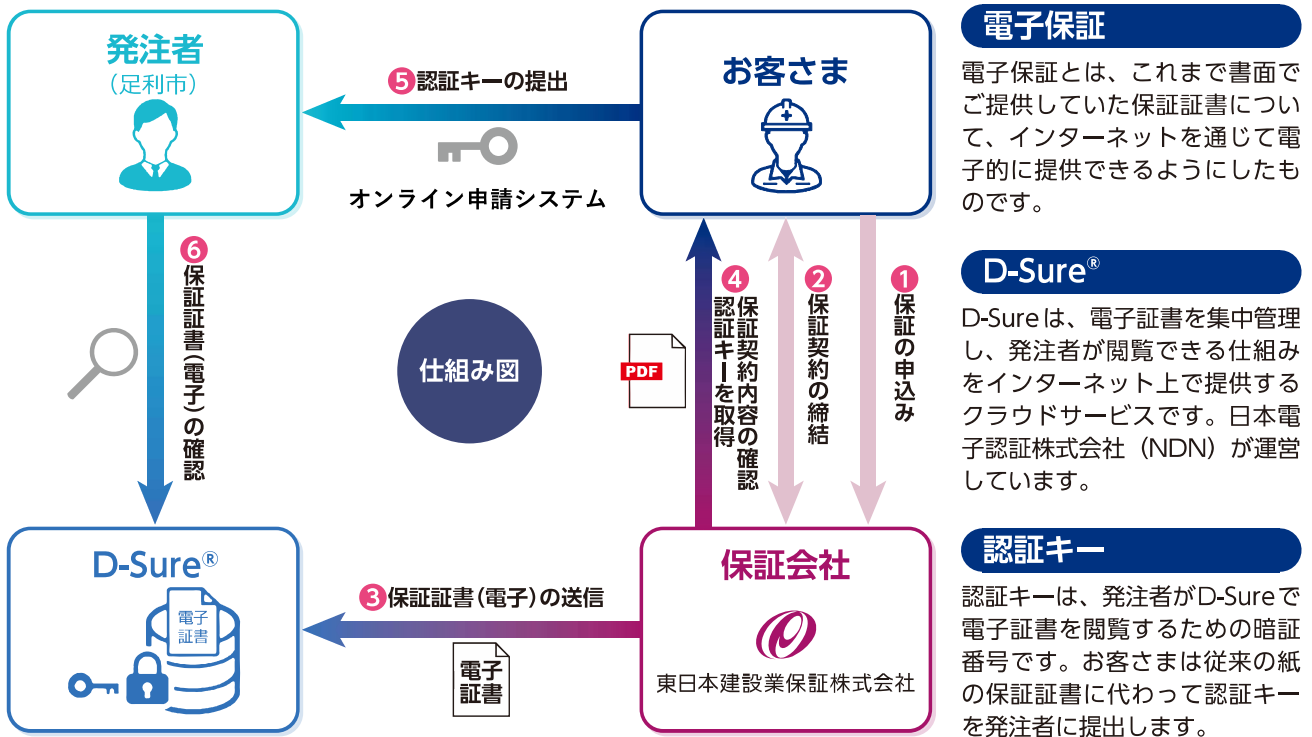 発注者
(足利市)
❺認証キーの提出
オンライン申請システム
お客さま
❻保証証書(電子)の確認
仕組み図
PDF
❹保証契約内容の確認
認証キーを取得
❷保証契約の締結
❶保証の申込み
D-Sure®
電子
証書
❸保証証書(電子)の送信
電子
証書
保証会社
東日本建設業保証株式会社
電子保証
電子保証とは、これまで書面で
ご提供していた保証証書につい
て、インターネットを通じて電
子的に提供できるようにしたも
のです。
D-Sure®
D-Sureは、電子証書を集中管理
し、発注者が閲覧できる仕組み
をインターネット上で提供する
クラウドサービスです。日本電
子認証株式会社（NDN）が運営
しています。
認証キー
認証キーは、発注者がD-Sureで
電子証書を閲覧するための暗証
番号です。お客さまは従来の紙
の保証証書に代わって認証キー
を発注者に提出します。